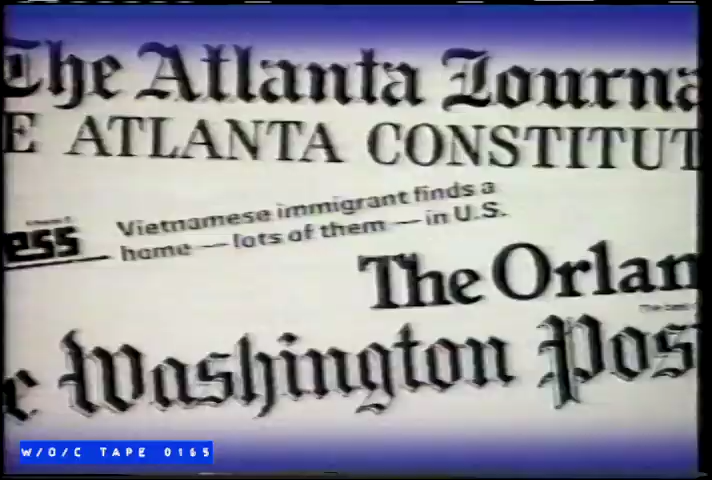 The Atlanta Journa
E ATLANTA CONSTITUT
ess
Vietnamese immigrant finds a
home — lots of them — in U.S.
The Orlan
e Washington Pos
W/O/C TAPE 0165